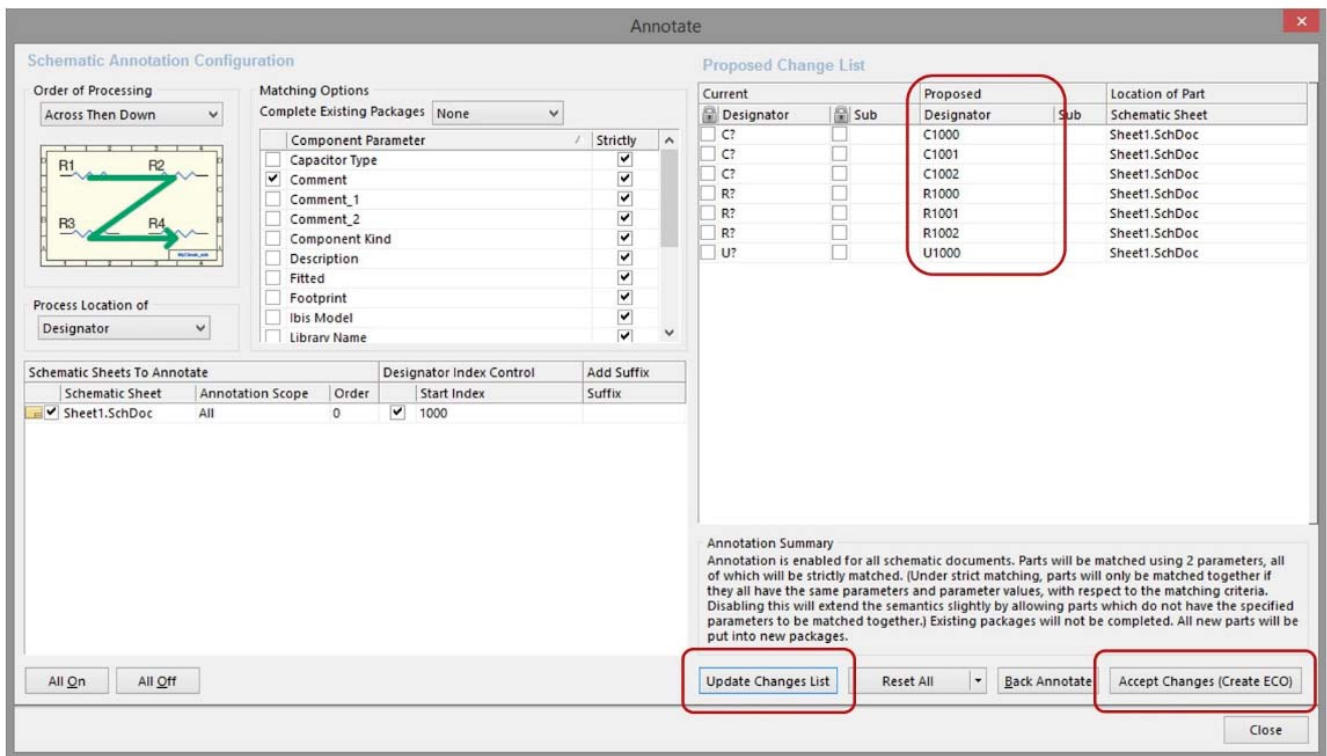 Annotate
Schematic Annotation Configuration
Order of Processing
Across Then Down
R1 R2
R3 R4
Process Location of
Designator
Matching Options
Complete Existing Packages None
Component Parameter Strictly
Capacitor Type
Comment
Comment_1
Comment_2
Component Kind
Description
Fitted
Footprint
Ibis Model
Library Name
Schematic Sheets To Annotate Designator Index Control Add Suffix
Schematic Sheet Annotation Scope Order Start Index Suffix
Sheet1.SchDoc All 0 1000
All On All Off
Proposed Change List
Current Proposed Location of Part
Designator Sub Designator Sub Schematic Sheet
C? C1000 Sheet1.SchDoc
C? C1001 Sheet1.SchDoc
C? C1002 Sheet1.SchDoc
R? R1000 Sheet1.SchDoc
R? R1001 Sheet1.SchDoc
R? R1002 Sheet1.SchDoc
U? U1000 Sheet1.SchDoc
Annotation Summary
Annotation is enabled for all schematic documents. Parts will be matched using 2 parameters, all
of which will be strictly matched. (Under strict matching, parts will only be matched together if
they all have the same parameters and parameter values, with respect to the matching criteria.
Disabling this will extend the semantics slightly by allowing parts which do not have the specified
parameters to be matched together.) Existing packages will not be completed. All new parts will be
put into new packages.
Update Changes List Reset All Back Annotate Accept Changes (Create ECO)
Close